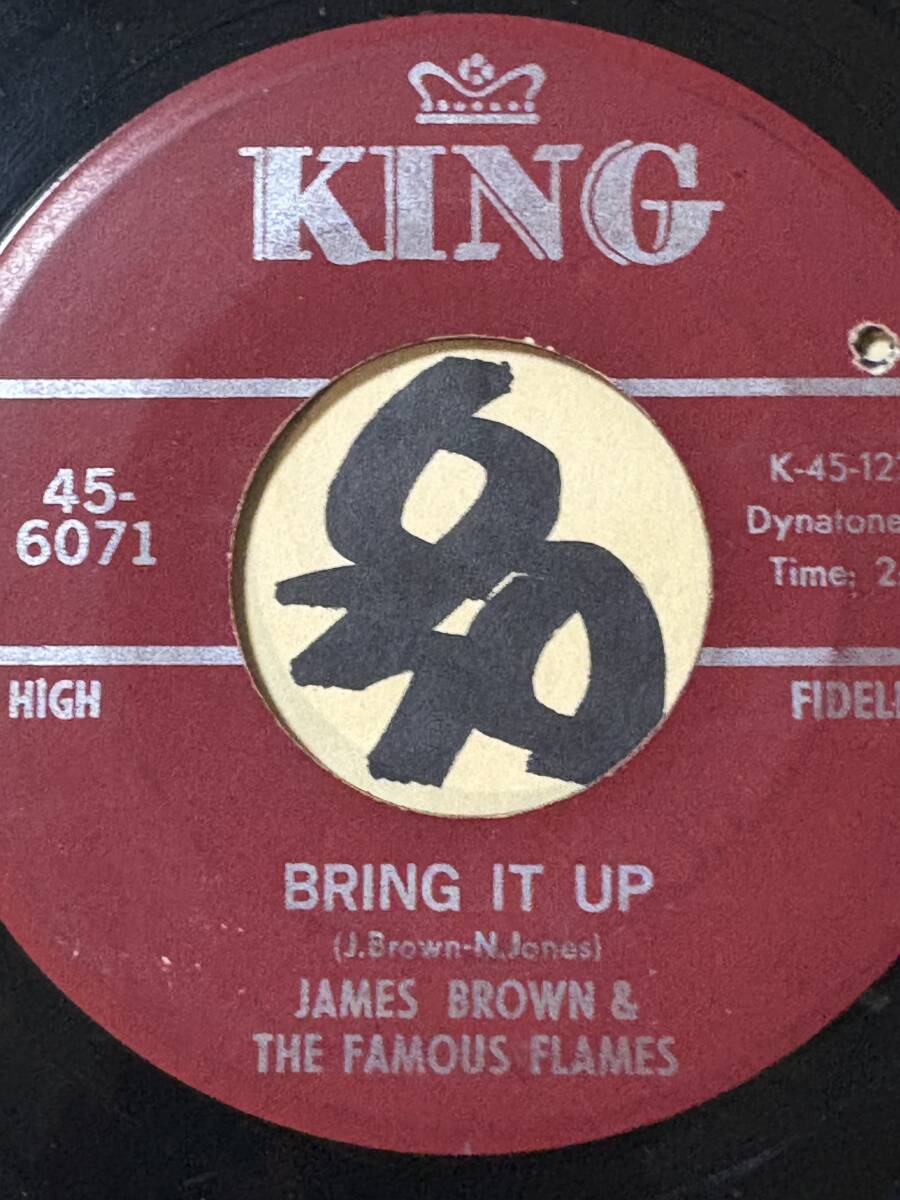 KING
45-
6071
K-45-12
Dynatone
Time: 2:
HIGH
FIDELI
BRING IT UP
(J.Brown-N.Jones)
JAMES BROWN &
THE FAMOUS FLAMES